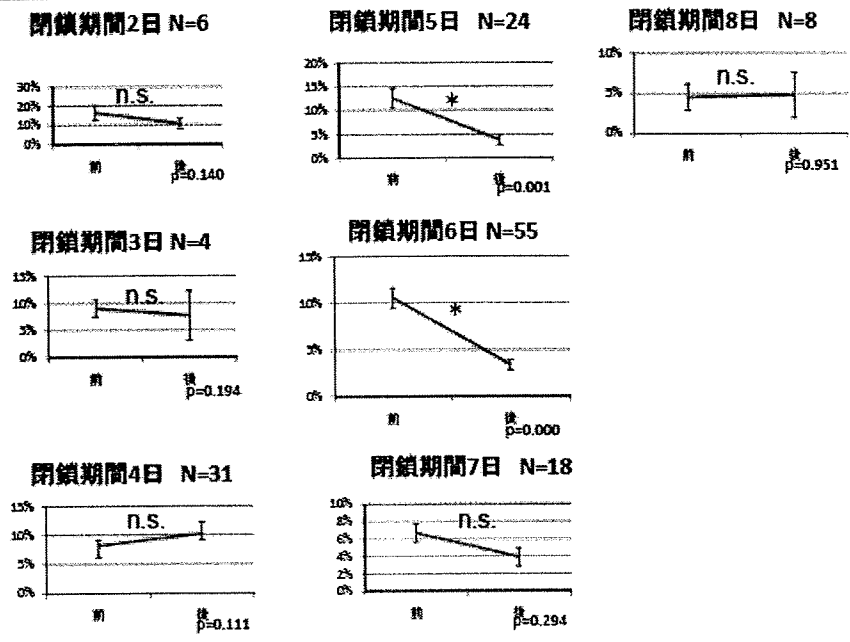 閉鎖期間2日 N=6
30%
20%
10%
0%
n.s.
前
後
p=0.140
閉鎖期間3日 N=4
15%
10%
5%
0%
n.s.
前
後
p=0.194
閉鎖期間4日 N=31
15%
10%
5%
0%
n.s.
前
後
p=0.111
閉鎖期間5日 N=24
20%
15%
10%
5%
0%
*
前
後
p=0.001
閉鎖期間6日 N=55
15%
10%
5%
0%
*
前
後
p=0.000
閉鎖期間7日 N=18
10%
8%
6%
4%
2%
0%
n.s.
前
後
p=0.294
閉鎖期間8日 N=8
10%
5%
0%
n.s.
前
後
p=0.951